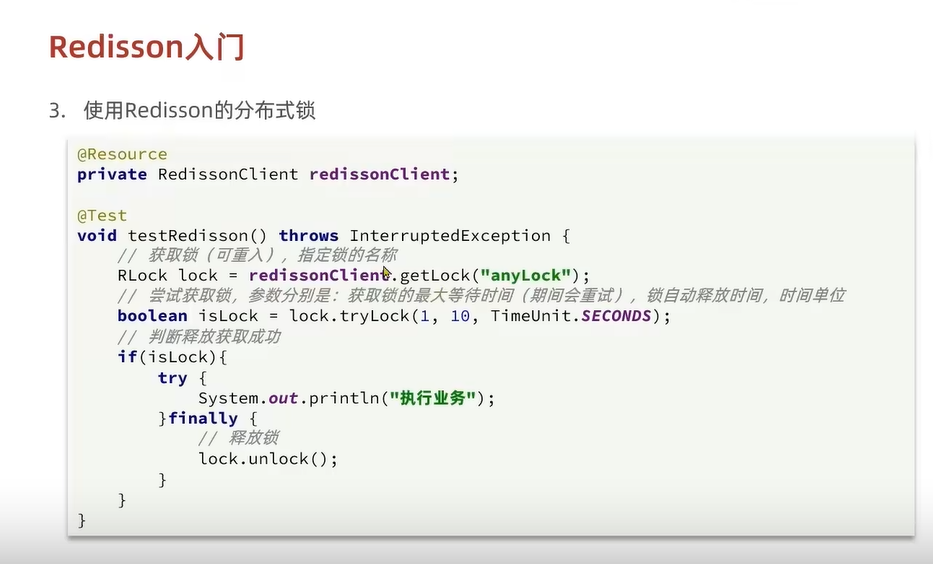 Redisson入门
3. 使用Redisson的分布式锁
@Resource
private RedissonClient redissonClient;
@Test
void testRedisson() throws InterruptedException {
// 获取锁（可重入），指定锁的名称
RLock lock = redissonClient.getLock("anyLock");
// 尝试获取锁，参数分别是：获取锁的最大等待时间（期间会重试），锁自动释放时间，时间单位
boolean isLock = lock.tryLock(1, 10, TimeUnit.SECONDS);
// 判断释放获取成功
if(isLock){
try {
System.out.println("执行业务");
}finally {
// 释放锁
lock.unlock();
}
}
}